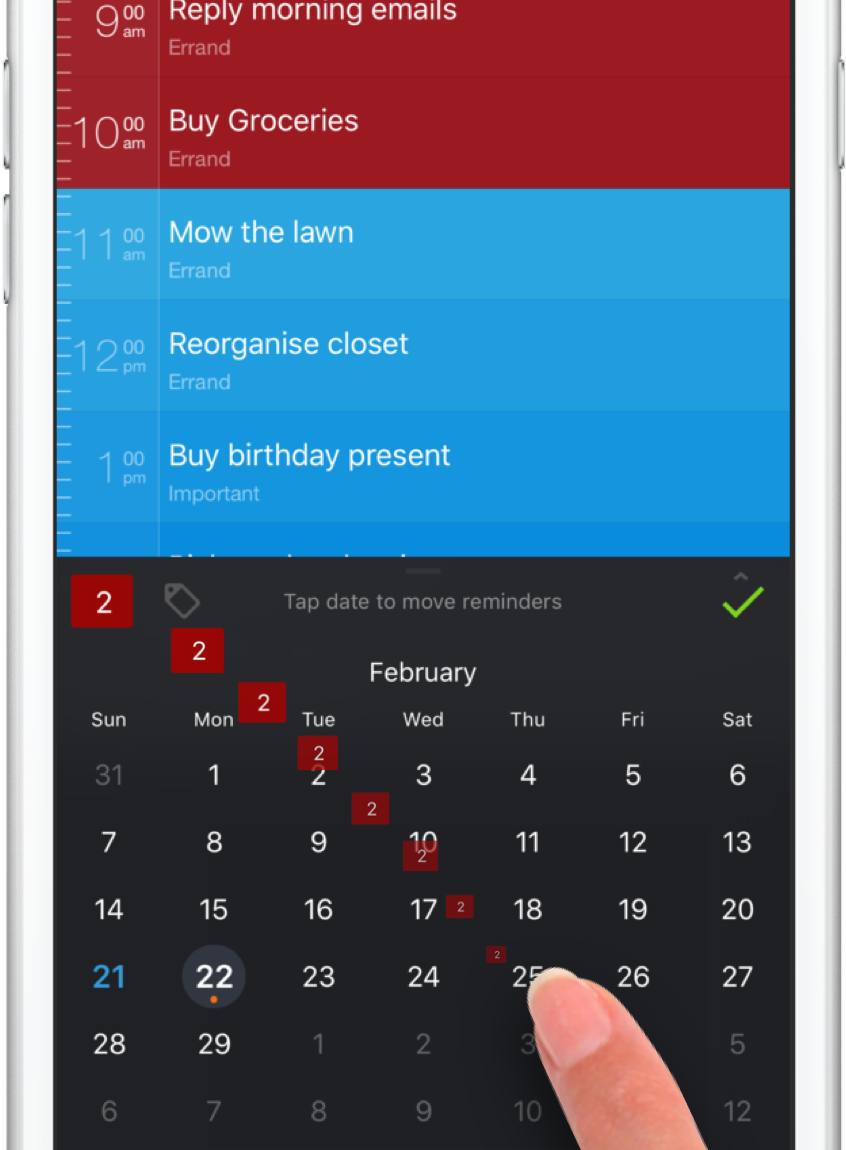 9 00 am Reply morning emails
Errand
10 00 am Buy Groceries
Errand
11 00 am Mow the lawn
Errand
12 00 pm Reorganise closet
Errand
1 00 pm Buy birthday present
Important
2 Tap date to move reminders
2
February
2
Sun Mon Tue Wed Thu Fri Sat
2
31 1 2 3 4 5 6
2
7 8 9 10 11 12 13
2
14 15 16 17 2 18 19 20
2
21 22 23 24 25 26 27
28 29 1 2 3 5
6 7 8 9 10 12